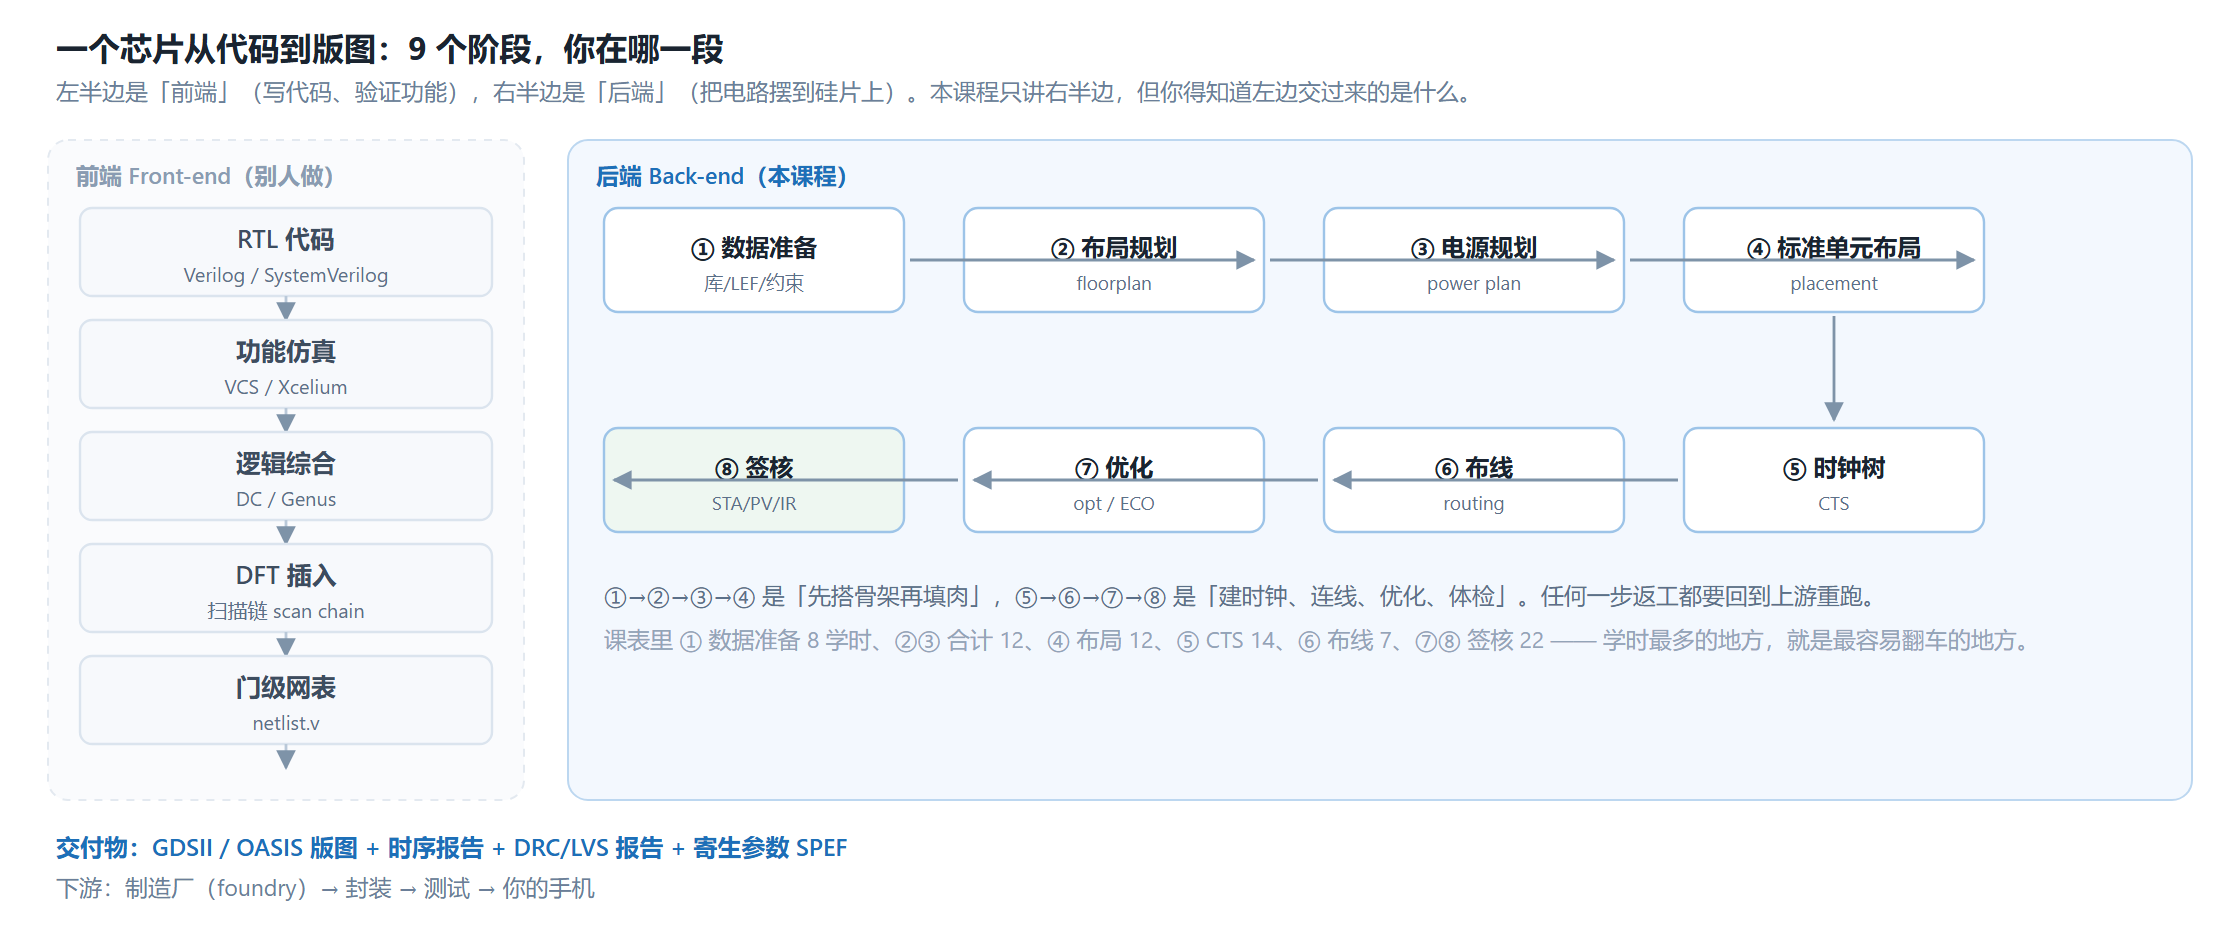 一个芯片从代码到版图：9 个阶段，你在哪一段
左半边是「前端」（写代码、验证功能），右半边是「后端」（把电路摆到硅片上）。本课程只讲右半边，但你得知道左边交过来的是什么。
前端 Front-end（别人做）
RTL 代码
Verilog / SystemVerilog
功能仿真
VCS / Xcelium
逻辑综合
DC / Genus
DFT 插入
扫描链 scan chain
门级网表
netlist.v
后端 Back-end（本课程）
① 数据准备
库/LEF/约束
② 布局规划
floorplan
③ 电源规划
power plan
④ 标准单元布局
placement
⑤ 时钟树
CTS
⑥ 布线
routing
⑦ 优化
opt / ECO
⑧ 签核
STA/PV/IR
①→②→③→④ 是「先搭骨架再填肉」，⑤→⑥→⑦→⑧ 是「建时钟、连线、优化、体检」。任何一步返工都要回到上游重跑。
课表里 ① 数据准备 8 学时、②③ 合计 12、④ 布局 12、⑤ CTS 14、⑥ 布线 7、⑦⑧ 签核 22 —— 学时最多的地方，就是最容易翻车的地方。
交付物：GDSII / OASIS 版图 + 时序报告 + DRC/LVS 报告 + 寄生参数 SPEF
下游：制造厂（foundry）→ 封装 → 测试 → 你的手机